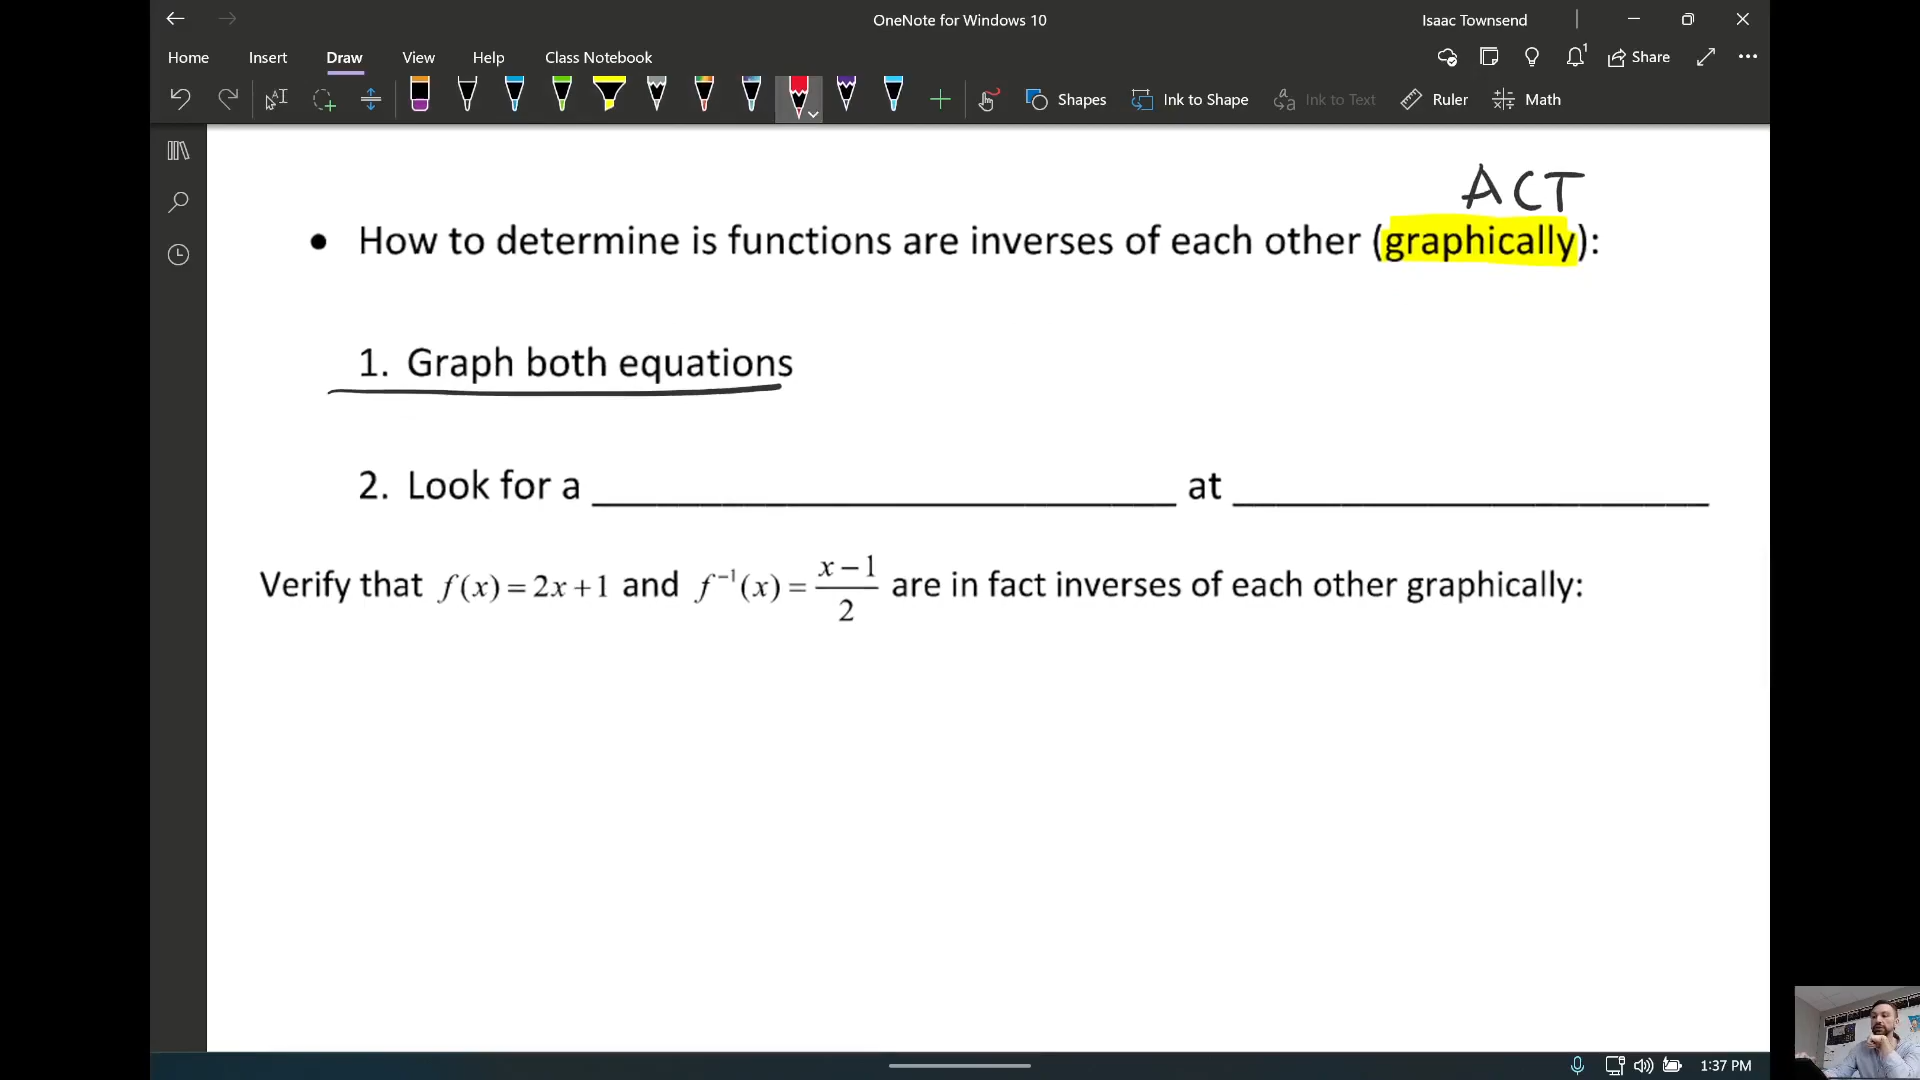 OneNote for Windows 10
Isaac Townsend
Home Insert Draw View Help Class Notebook
1 Share
Shapes Ink to Shape Ink to Text Ruler Math
ACT
• How to determine is functions are inverses of each other (graphically):
1. Graph both equations
2. Look for a ______________________ at __________________
Verify that f(x) = 2x + 1 and f⁻¹(x) = (x − 1)/2 are in fact inverses of each other graphically:
1:37 PM